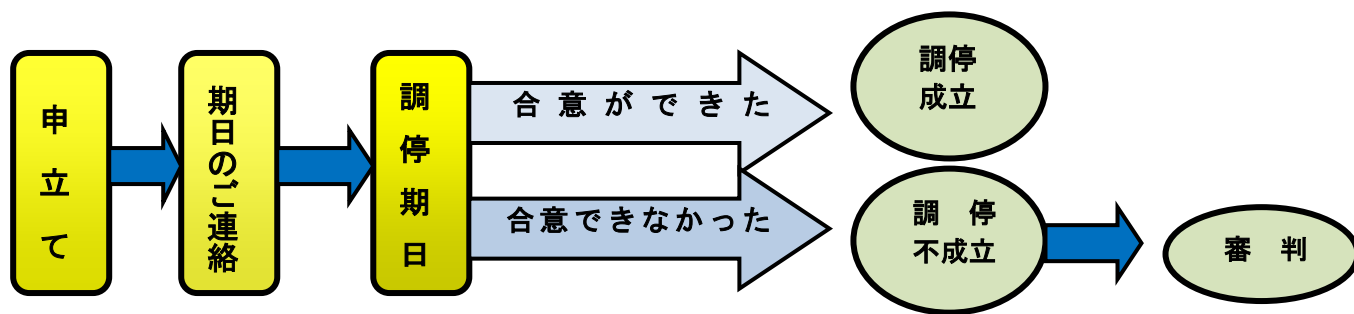 申立て
期日のご連絡
調停期日
合意ができた
合意できなかった
調停
成立
調　停
不成立
審　判